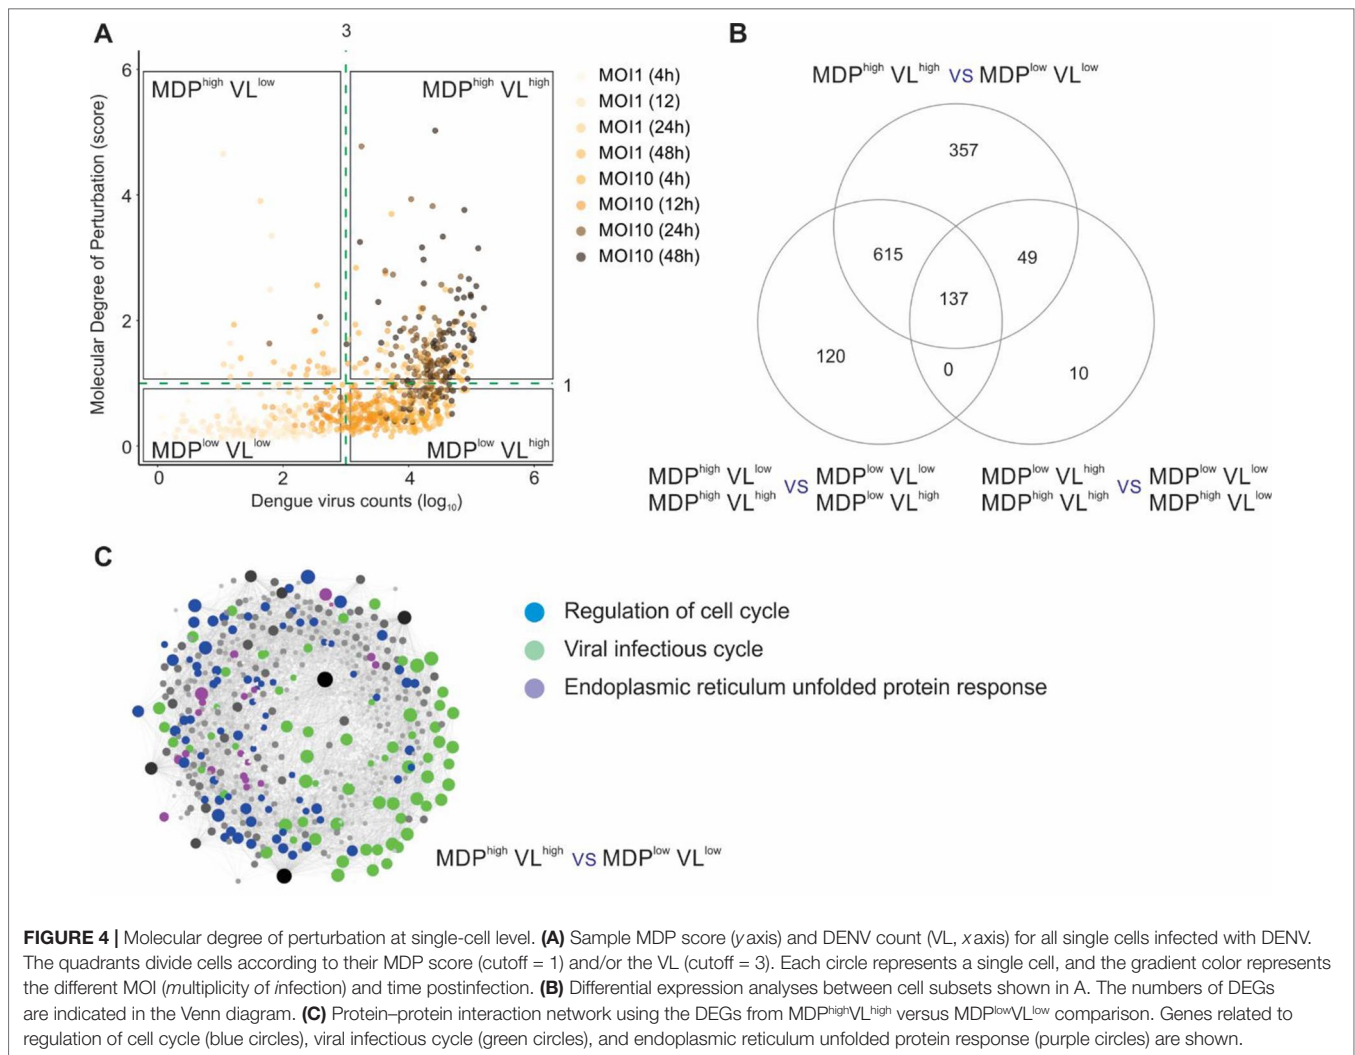 A
3
6
4
2
0
Molecular Degree of Perturbation (score)
MDPhigh VLlow
MDPhigh VLhigh
1
MDPlow VLlow
MDPlow VLhigh
0 2 4 6
Dengue virus counts (log10)
MOI1 (4h)
MOI1 (12)
MOI1 (24h)
MOI1 (48h)
MOI10 (4h)
MOI10 (12h)
MOI10 (24h)
MOI10 (48h)
B
MDPhigh VLhigh vs MDPlow VLlow
357
615
49
137
120
0
10
MDPhigh VLlow vs MDPlow VLlow
MDPhigh VLhigh MDPlow VLhigh
MDPlow VLhigh vs MDPlow VLlow
MDPhigh VLhigh MDPhigh VLlow
C
Regulation of cell cycle
Viral infectious cycle
Endoplasmic reticulum unfolded protein response
MDPhigh VLhigh vs MDPlow VLlow
FIGURE 4 | Molecular degree of perturbation at single-cell level. (A) Sample MDP score (y axis) and DENV count (VL, x axis) for all single cells infected with DENV.
The quadrants divide cells according to their MDP score (cutoff = 1) and/or the VL (cutoff = 3). Each circle represents a single cell, and the gradient color represents
the different MOI (multiplicity of infection) and time postinfection. (B) Differential expression analyses between cell subsets shown in A. The numbers of DEGs
are indicated in the Venn diagram. (C) Protein–protein interaction network using the DEGs from MDPhighVLhigh versus MDPlowVLlow comparison. Genes related to
regulation of cell cycle (blue circles), viral infectious cycle (green circles), and endoplasmic reticulum unfolded protein response (purple circles) are shown.